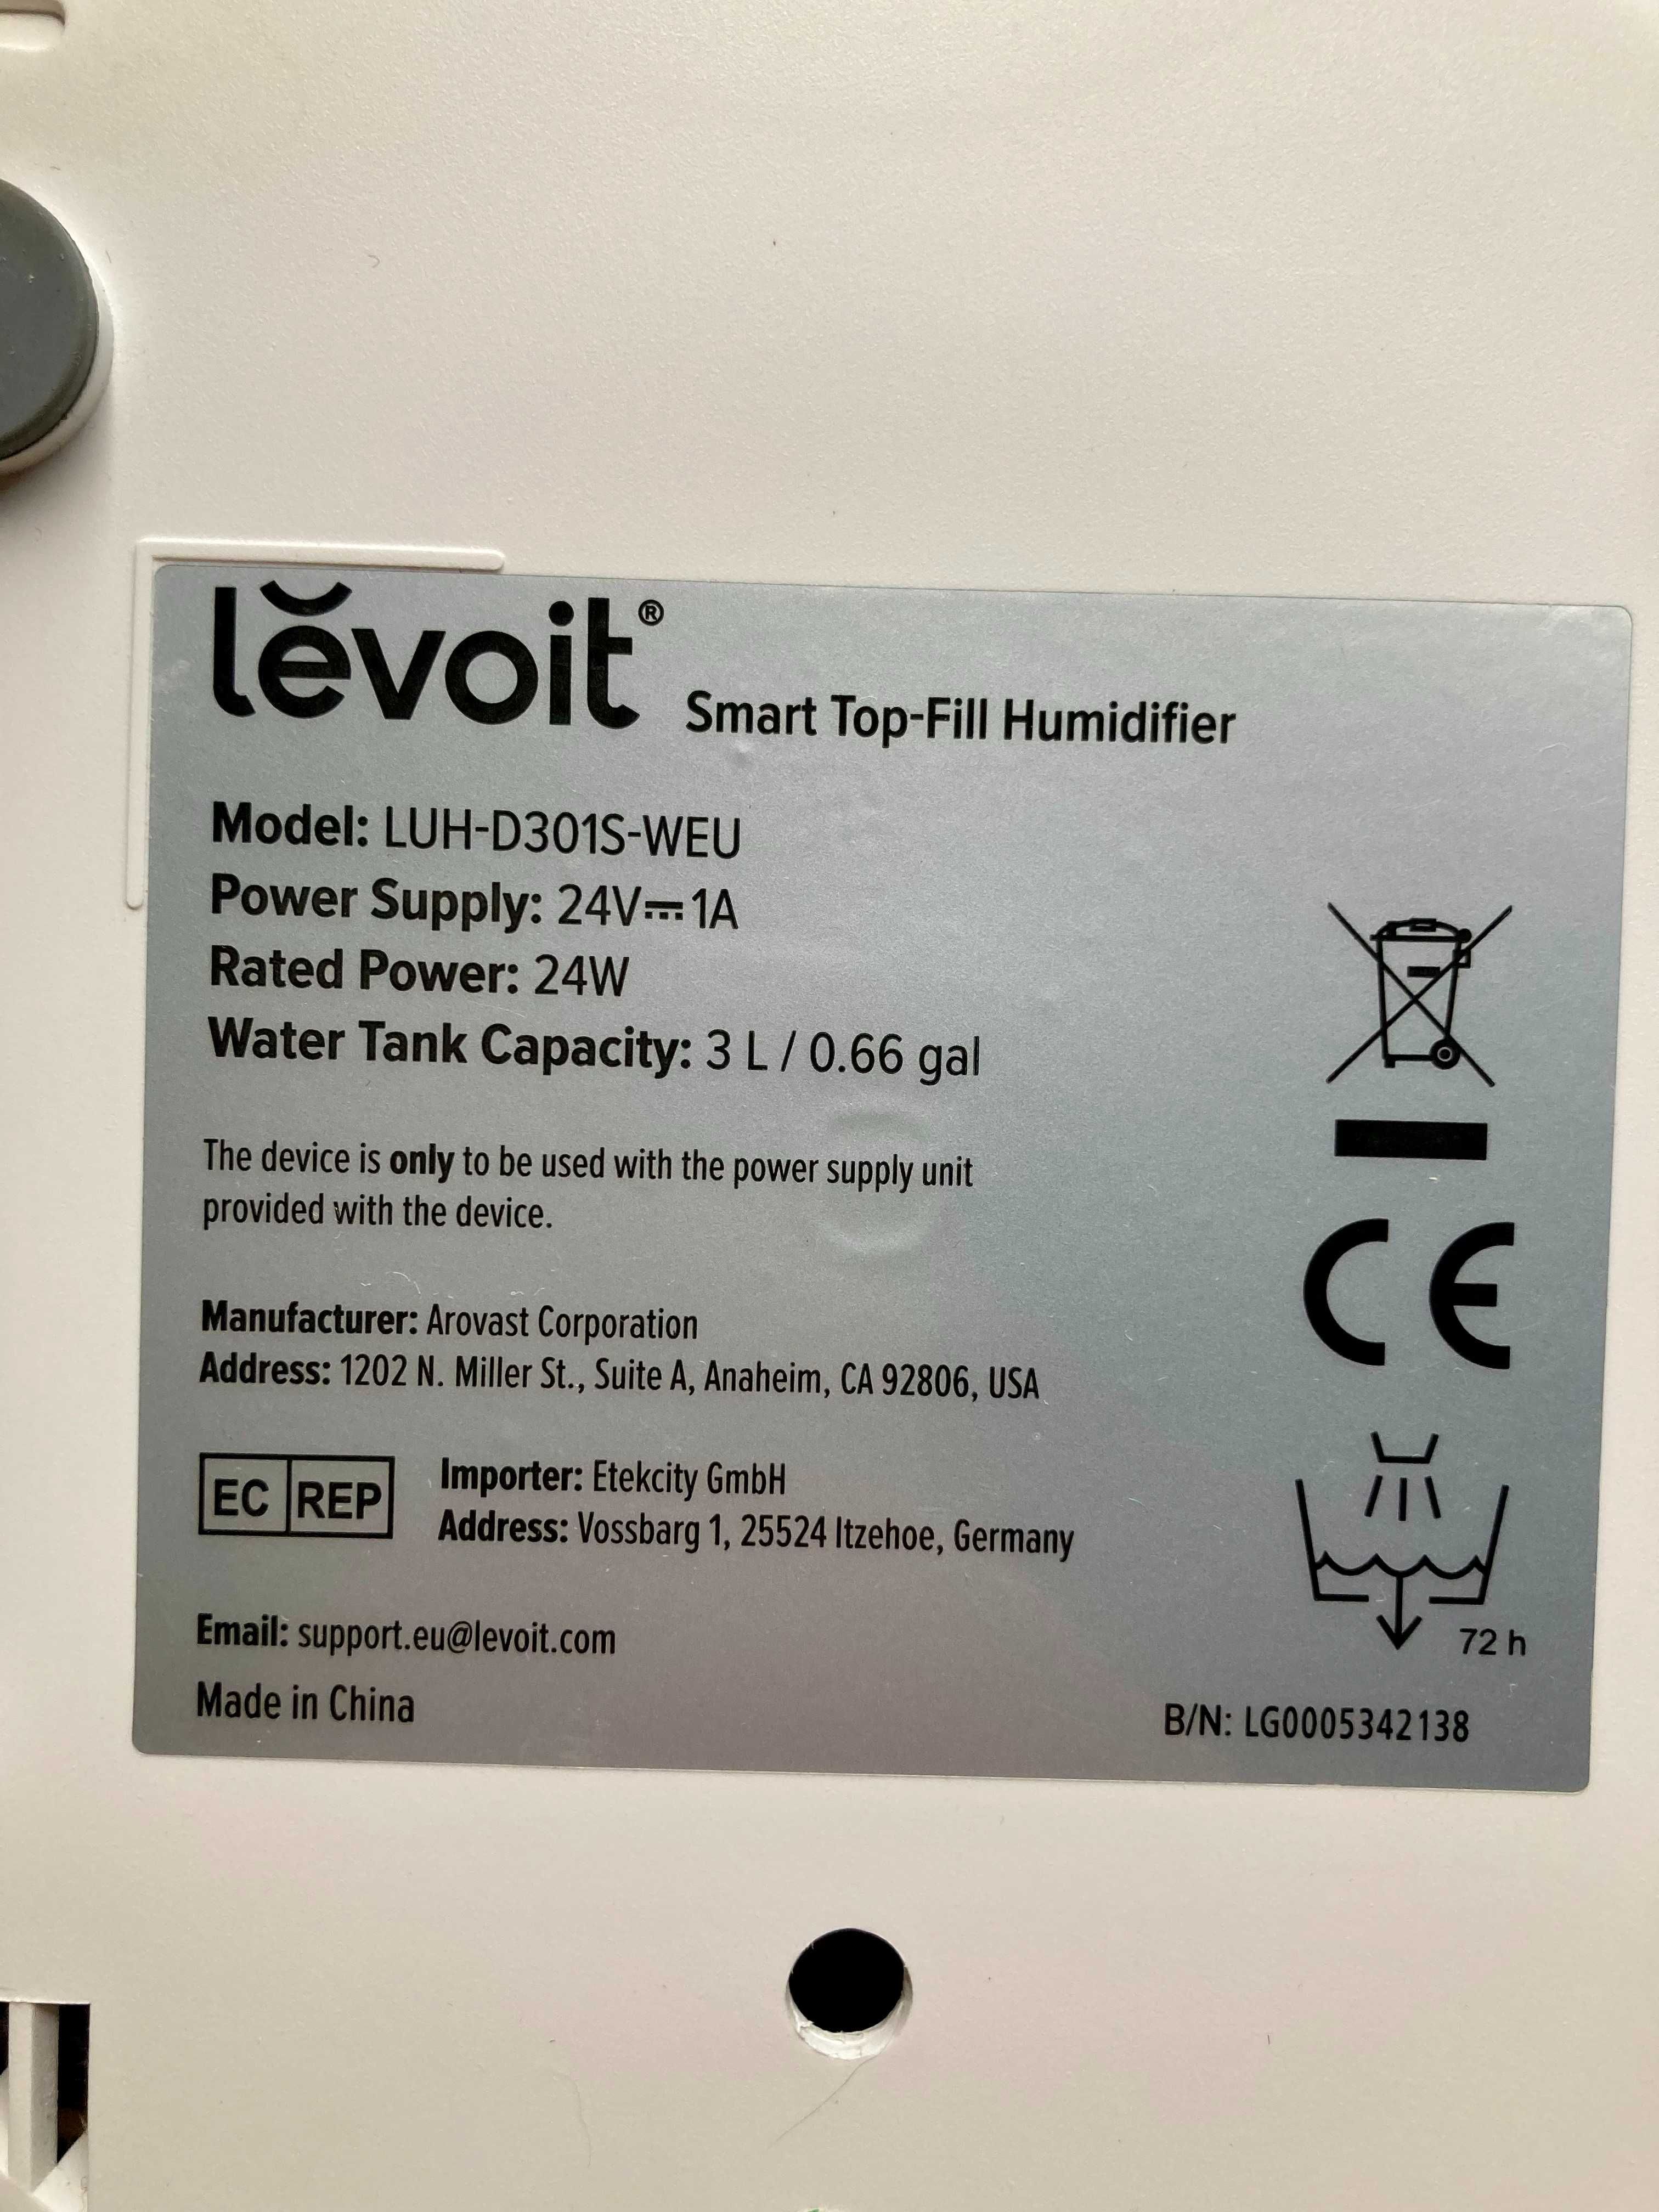 lĕvoit® Smart Top-Fill Humidifier
Model: LUH-D301S-WEU
Power Supply: 24V⎓1A
Rated Power: 24W
Water Tank Capacity: 3 L / 0.66 gal
The device is only to be used with the power supply unit
provided with the device.
Manufacturer: Arovast Corporation
Address: 1202 N. Miller St., Suite A, Anaheim, CA 92806, USA
EC REP
Importer: Etekcity GmbH
Address: Vossbarg 1, 25524 Itzehoe, Germany
Email: support.eu@levoit.com
Made in China
CE
72 h
B/N: LG0005342138